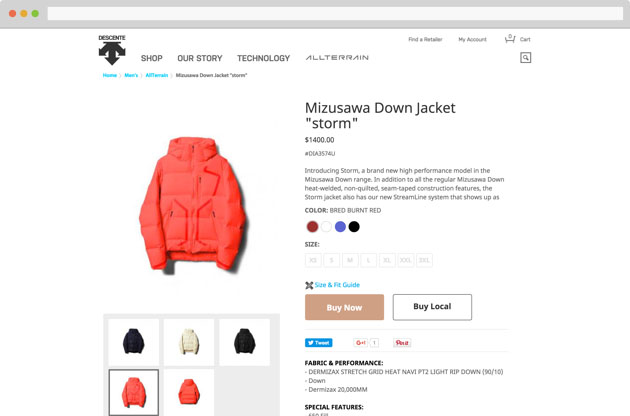 DESCENTE
Find a Retailer
My Account
0
Cart
SHOP
OUR STORY
TECHNOLOGY
ALLTERRAIN
Home
Men's
AllTerrain
Mizusawa Down Jacket "storm"
Mizusawa Down Jacket
"storm"
$1400.00
#DIA3574U
Introducing Storm, a brand new high performance model in the
Mizusawa Down range. In addition to all the regular Mizusawa Down
heat-welded, non-quilted, seam-taped construction features, the
Storm jacket also has our new StreamLine system that shows up as
COLOR: BRED BURNT RED
SIZE:
XS
S
M
L
XL
XXL
3XL
Size & Fit Guide
Buy Now
Buy Local
Tweet
G+1
1
Pin it
FABRIC & PERFORMANCE:
- DERMIZAX STRETCH GRID HEAT NAVI PT2 LIGHT RIP DOWN (90/10)
- Down
- Dermizax 20,000MM
SPECIAL FEATURES: